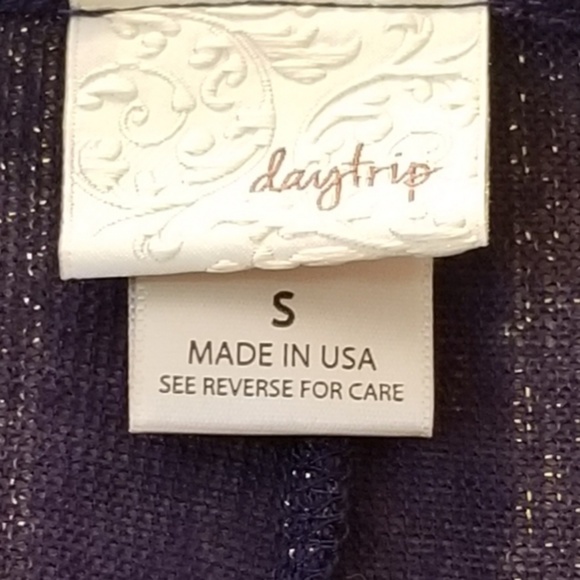 daytrip
S
MADE IN USA
SEE REVERSE FOR CARE